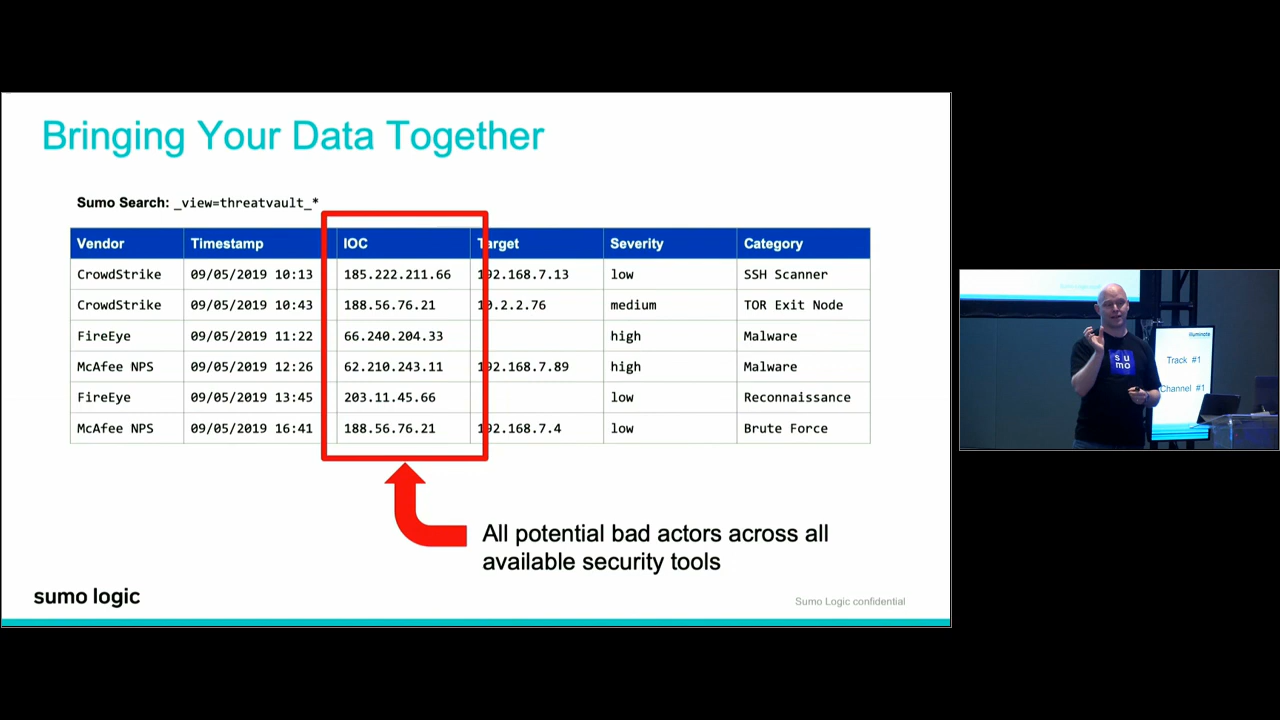 Bringing Your Data Together
Sumo Search: _view=threatvault_*
Vendor Timestamp IOC Target Severity Category
CrowdStrike 09/05/2019 10:13 185.222.211.66 192.168.7.13 low SSH Scanner
CrowdStrike 09/05/2019 10:43 188.56.76.21 10.2.2.76 medium TOR Exit Node
FireEye 09/05/2019 11:22 66.240.204.33 high Malware
McAfee NPS 09/05/2019 12:26 62.210.243.11 192.168.7.89 high Malware
FireEye 09/05/2019 13:45 203.11.45.66 low Reconnaissance
McAfee NPS 09/05/2019 16:41 188.56.76.21 192.168.7.4 low Brute Force
All potential bad actors across all
available security tools
sumo logic
Sumo Logic confidential
illuminate
Track #1
Channel #1
su
mo